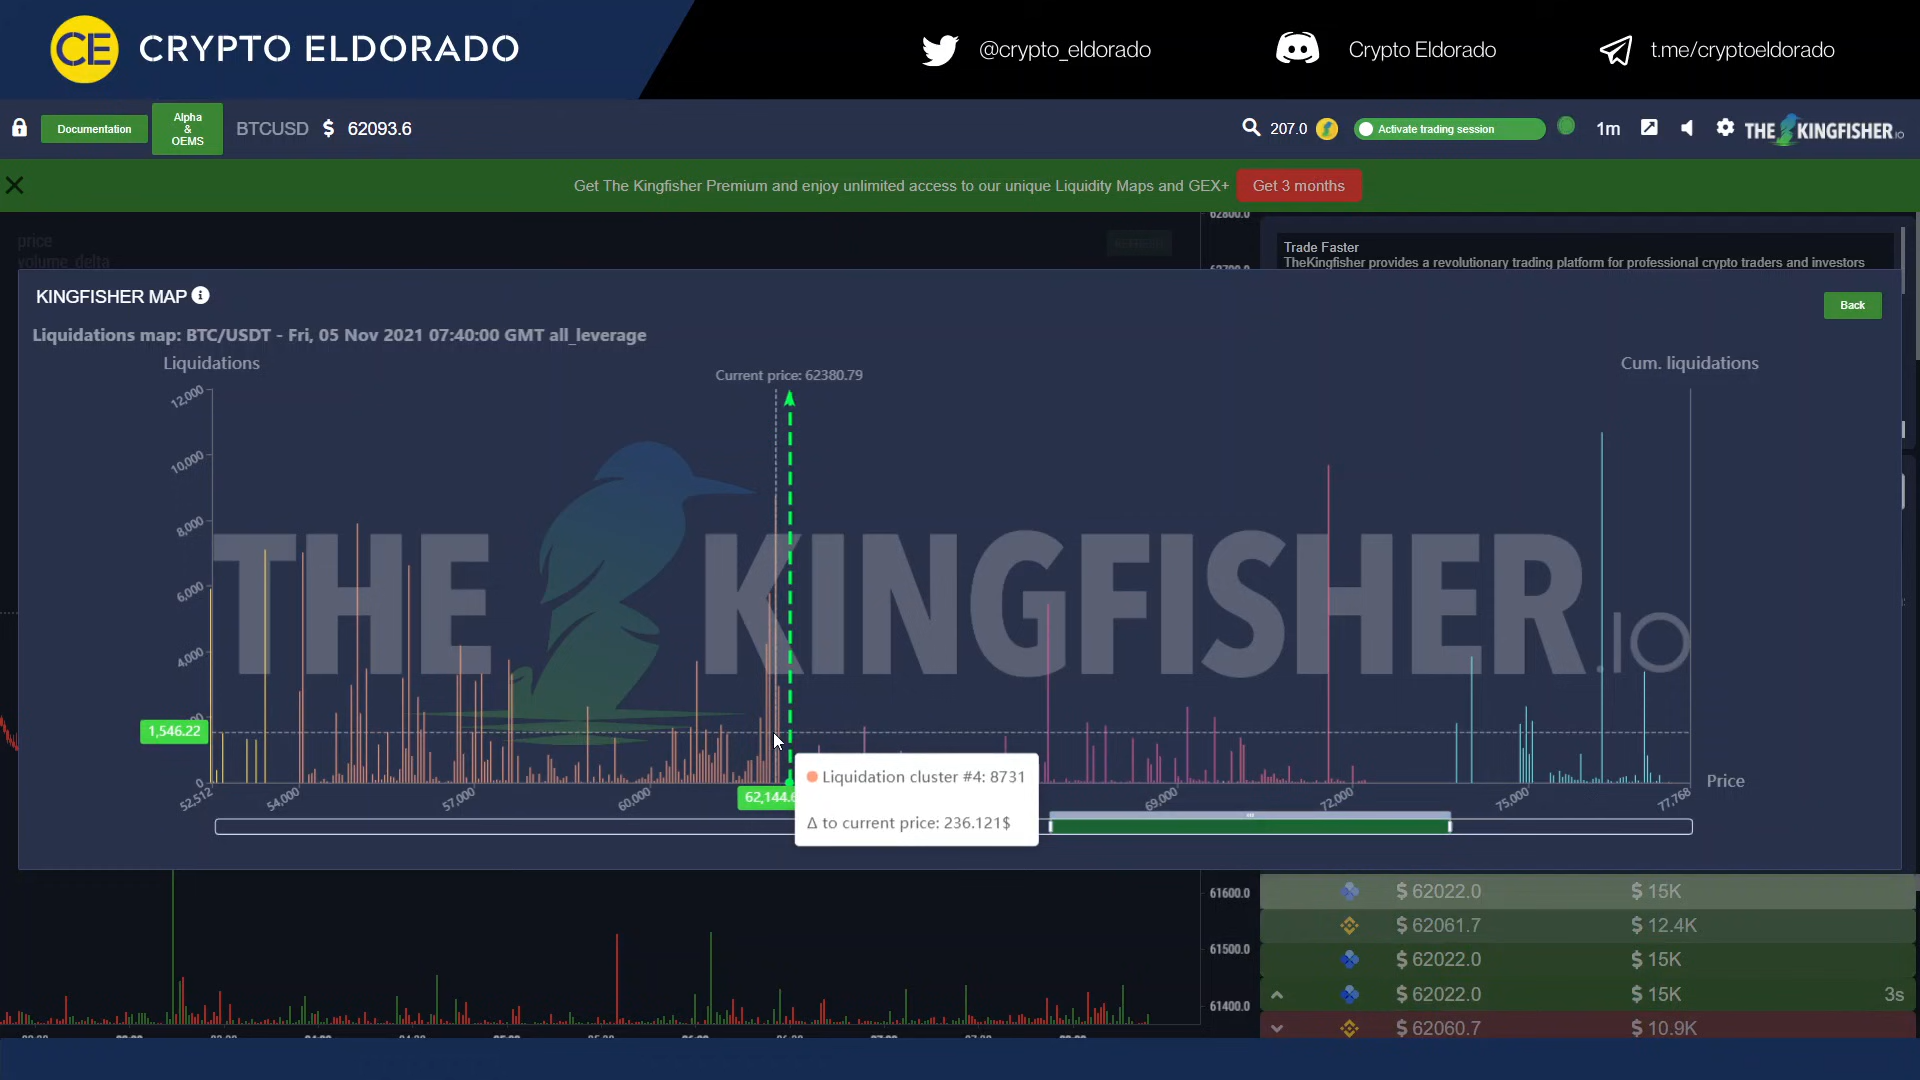 CE CRYPTO ELDORADO
@crypto_eldorado
Crypto Eldorado
t.me/cryptoeldorado
Documentation
Alpha
&
OEMS
BTCUSD $ 62093.6
207.0
Activate trading session
1m
THE KINGFISHER.IO
Get The Kingfisher Premium and enjoy unlimited access to our unique Liquidity Maps and GEX+
Get 3 months
price
volume_delta
62800.0
62700.0
Trade Faster
TheKingfisher provides a revolutionary trading platform for professional crypto traders and investors
KINGFISHER MAP
Back
Liquidations map: BTC/USDT - Fri, 05 Nov 2021 07:40:00 GMT all_leverage
Liquidations
Cum. liquidations
Current price: 62380.79
12,000
10,000
8,000
6,000
4,000
1,546.22
0
THE KINGFISHER.IO
52,512
54,000
57,000
60,000
62,144.6
69,000
72,000
75,000
77,768
Price
Liquidation cluster #4: 8731
Δ to current price: 236.121$
61600.0
61500.0
61400.0
$ 62022.0 $ 15K
$ 62061.7 $ 12.4K
$ 62022.0 $ 15K
$ 62022.0 $ 15K 3s
$ 62060.7 $ 10.9K